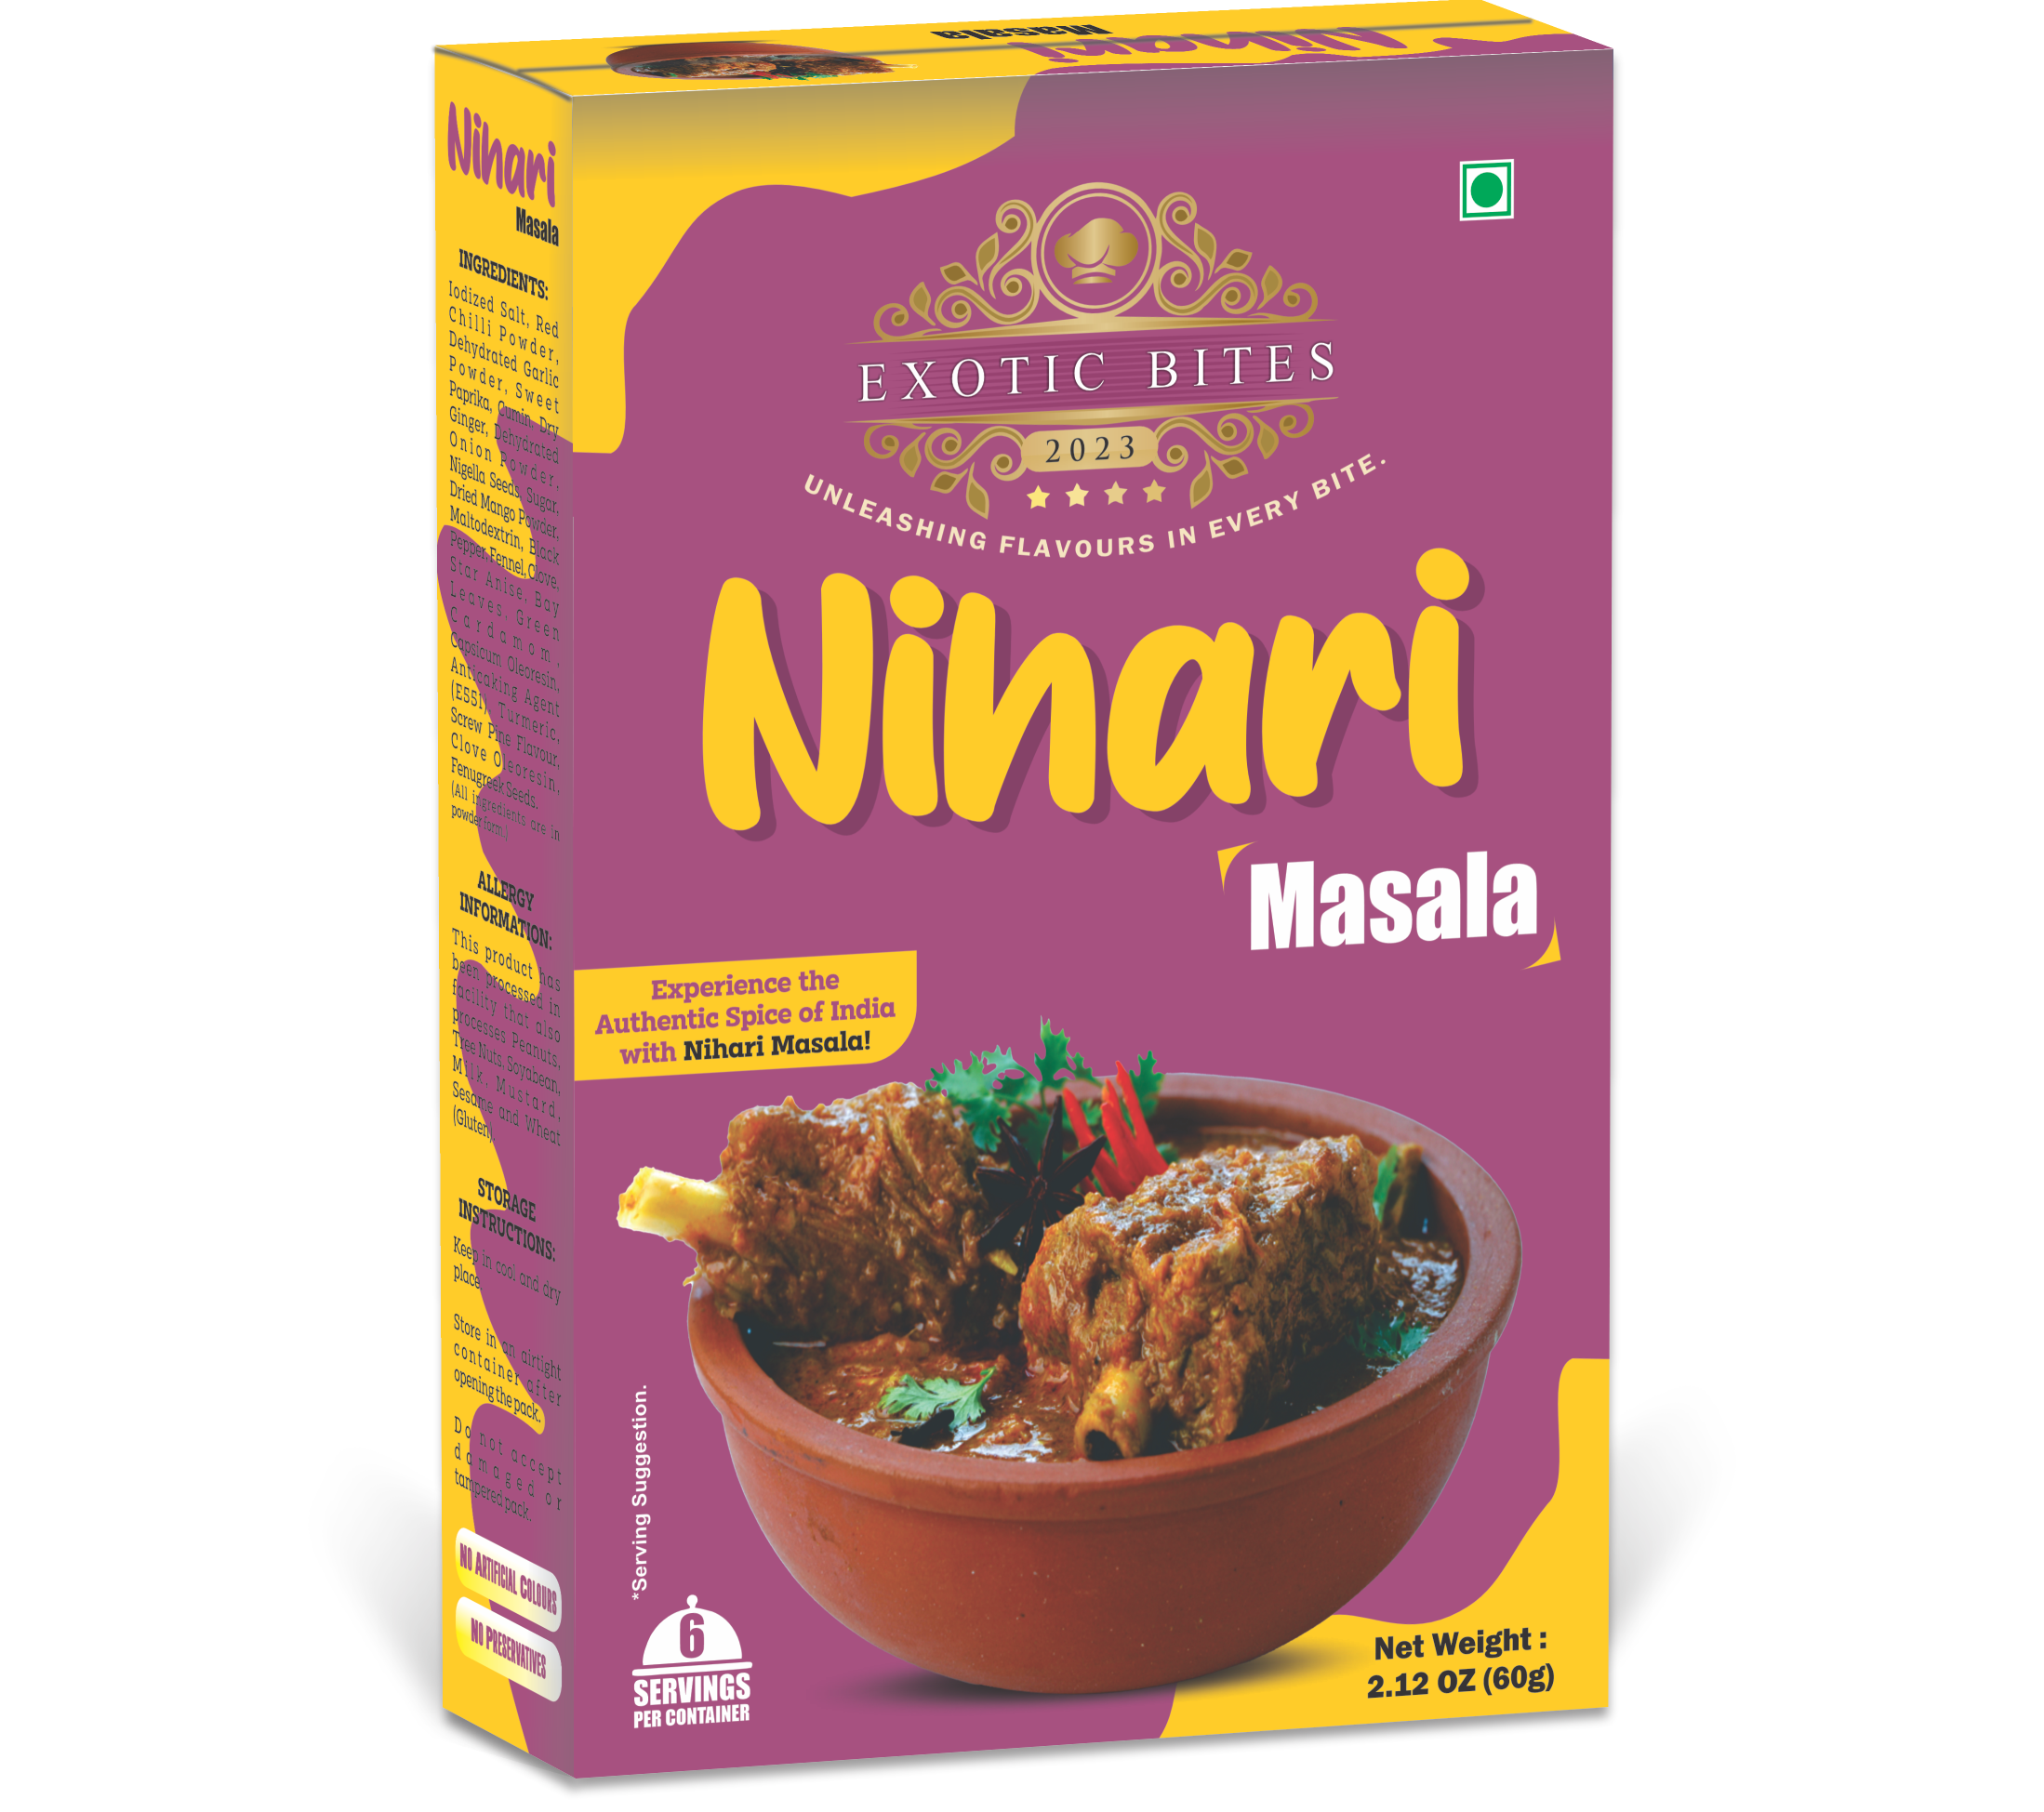 Masala
Nihari
Nihari
Masala
INGREDIENTS:
Iodized Salt, Red
Chilli Powder,
Dehydrated Garlic
Powder, Sweet
Paprika, Cumin, Dry
Ginger, Dehydrated
Onion Powder,
Nigella Seeds, Sugar,
Dried Mango Powder,
Maltodextrin, Black
Pepper, Fennel, Clove,
Star Anise, Bay
Leaves, Green
Cardamom,
Capsicum Oleoresin,
Anticaking Agent
(E551), Turmeric,
Screw Pine Flavour,
Clove Oleoresin,
Fenugreek Seeds.
(All ingredients are in
powder form)
ALLERGY
INFORMATION:
This product has
been processed in
facility that also
processes Peanuts,
Tree Nuts, Soyabean,
Milk, Mustard,
Sesame and Wheat
(Gluten)
STORAGE
INSTRUCTIONS:
Keep in cool and dry
place
Store in an airtight
container after
opening the pack.
Do not accept
damaged or
tampered pack.
NO ARTIFICIAL COLOURS
NO PRESERVATIVES
EXOTIC BITES
2023
UNLEASHING FLAVOURS IN EVERY BITE.
Nihari
Masala
Experience the
Authentic Spice of India
with Nihari Masala!
*Serving Suggestion.
6
SERVINGS
PER CONTAINER
Net Weight :
2.12 OZ (60g)